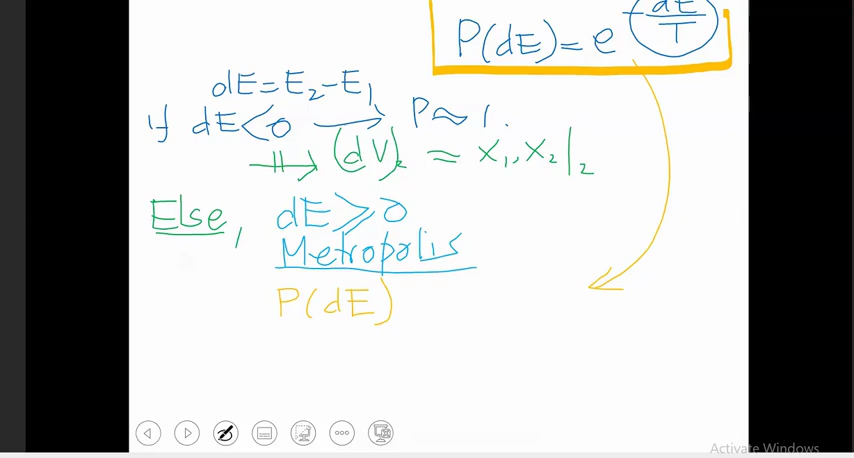 P(dE) = e^-dE/T
dE = E₂ - E₁
if dE < 0 → P ≈ 1.
(dV)₂ = x₁, x₂|₂
Else, dE ≥ 0
Metropolis
P(dE)
Activate Windows